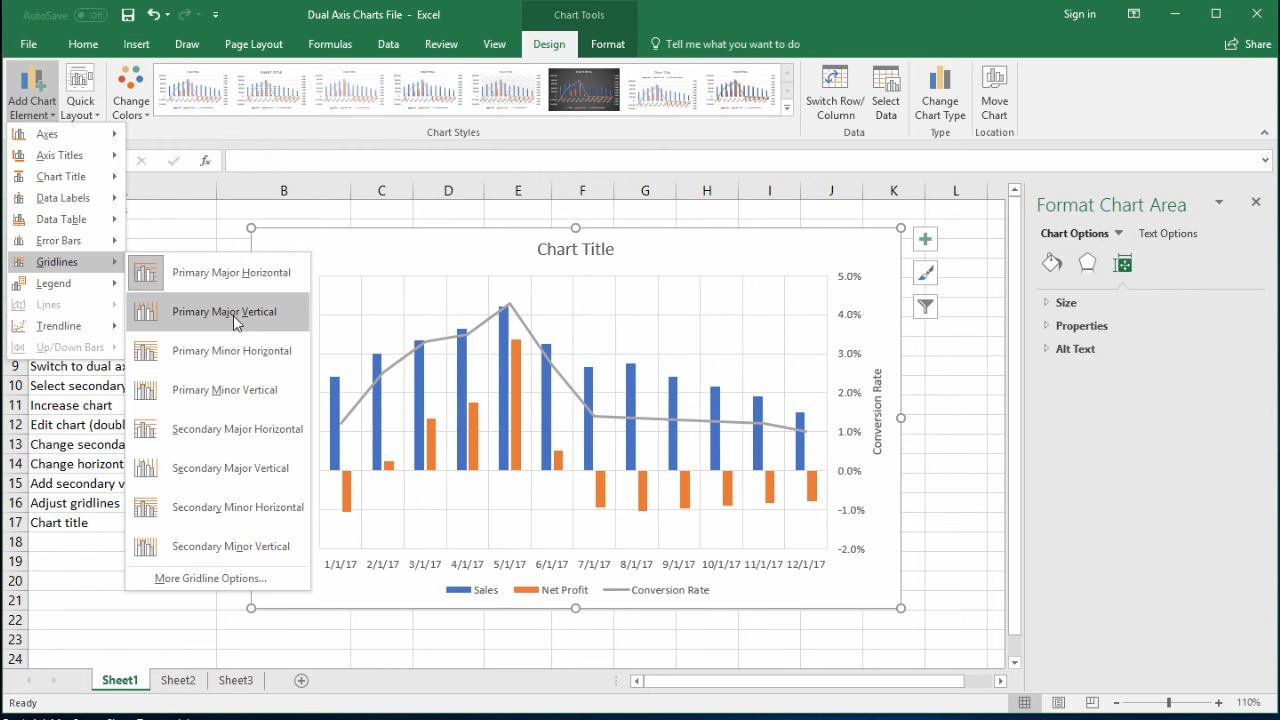 AutoSave Off
Dual Axis Charts File - Excel
Chart Tools
Sign in
File Home Insert Draw Page Layout Formulas Data Review View Design Format Tell me what you want to do Share
Add Chart Element
Quick Layout
Change Colors
Switch Row/Column
Select Data
Change Chart Type
Move Chart
Chart Styles
Data
Type
Location
Axes
Axis Titles
Chart Title
Data Labels
Data Table
Error Bars
Gridlines
Legend
Lines
Trendline
Up/Down Bars
Primary Major Horizontal
Primary Major Vertical
Primary Minor Horizontal
Primary Minor Vertical
Secondary Major Horizontal
Secondary Major Vertical
Secondary Minor Horizontal
Secondary Minor Vertical
More Gridline Options...
fx
B C D E F G H I J K L
9 Switch to dual ax
10 Select secondary
11 Increase chart
12 Edit chart (doubl
13 Change seconda
14 Change horizont
15 Add secondary v
16 Adjust gridlines
17 Chart title
18
19
20
21
22
23
24
Chart Title
5.0%
4.0%
3.0%
2.0%
1.0%
0.0%
-1.0%
-2.0%
Conversion Rate
1/1/17 2/1/17 3/1/17 4/1/17 5/1/17 6/1/17 7/1/17 8/1/17 9/1/17 10/1/17 11/1/17 12/1/17
Sales Net Profit Conversion Rate
Format Chart Area
Chart Options Text Options
Size
Properties
Alt Text
Sheet1 Sheet2 Sheet3
Ready
110%